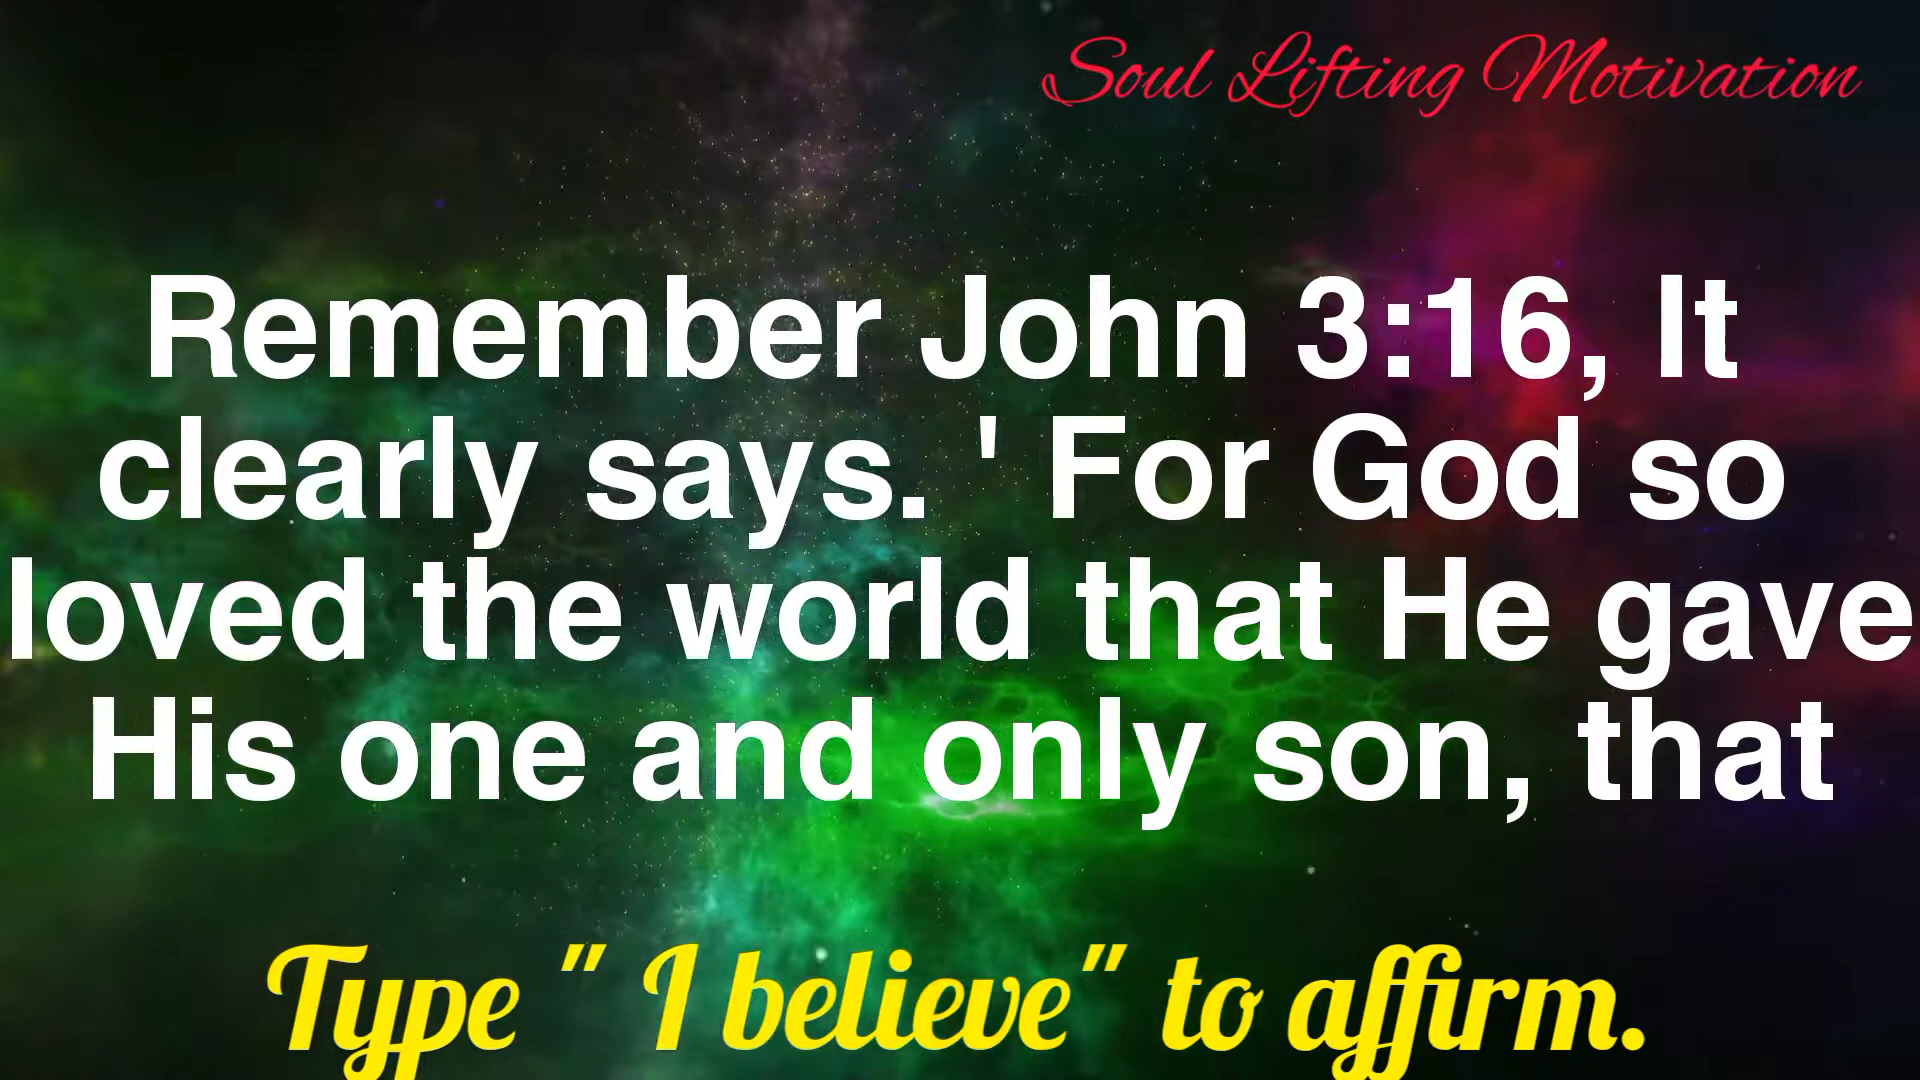 Soul Lifting Motivation
Remember John 3:16, It
clearly says. ' For God so
loved the world that He gave
His one and only son, that
Type " I believe" to affirm.